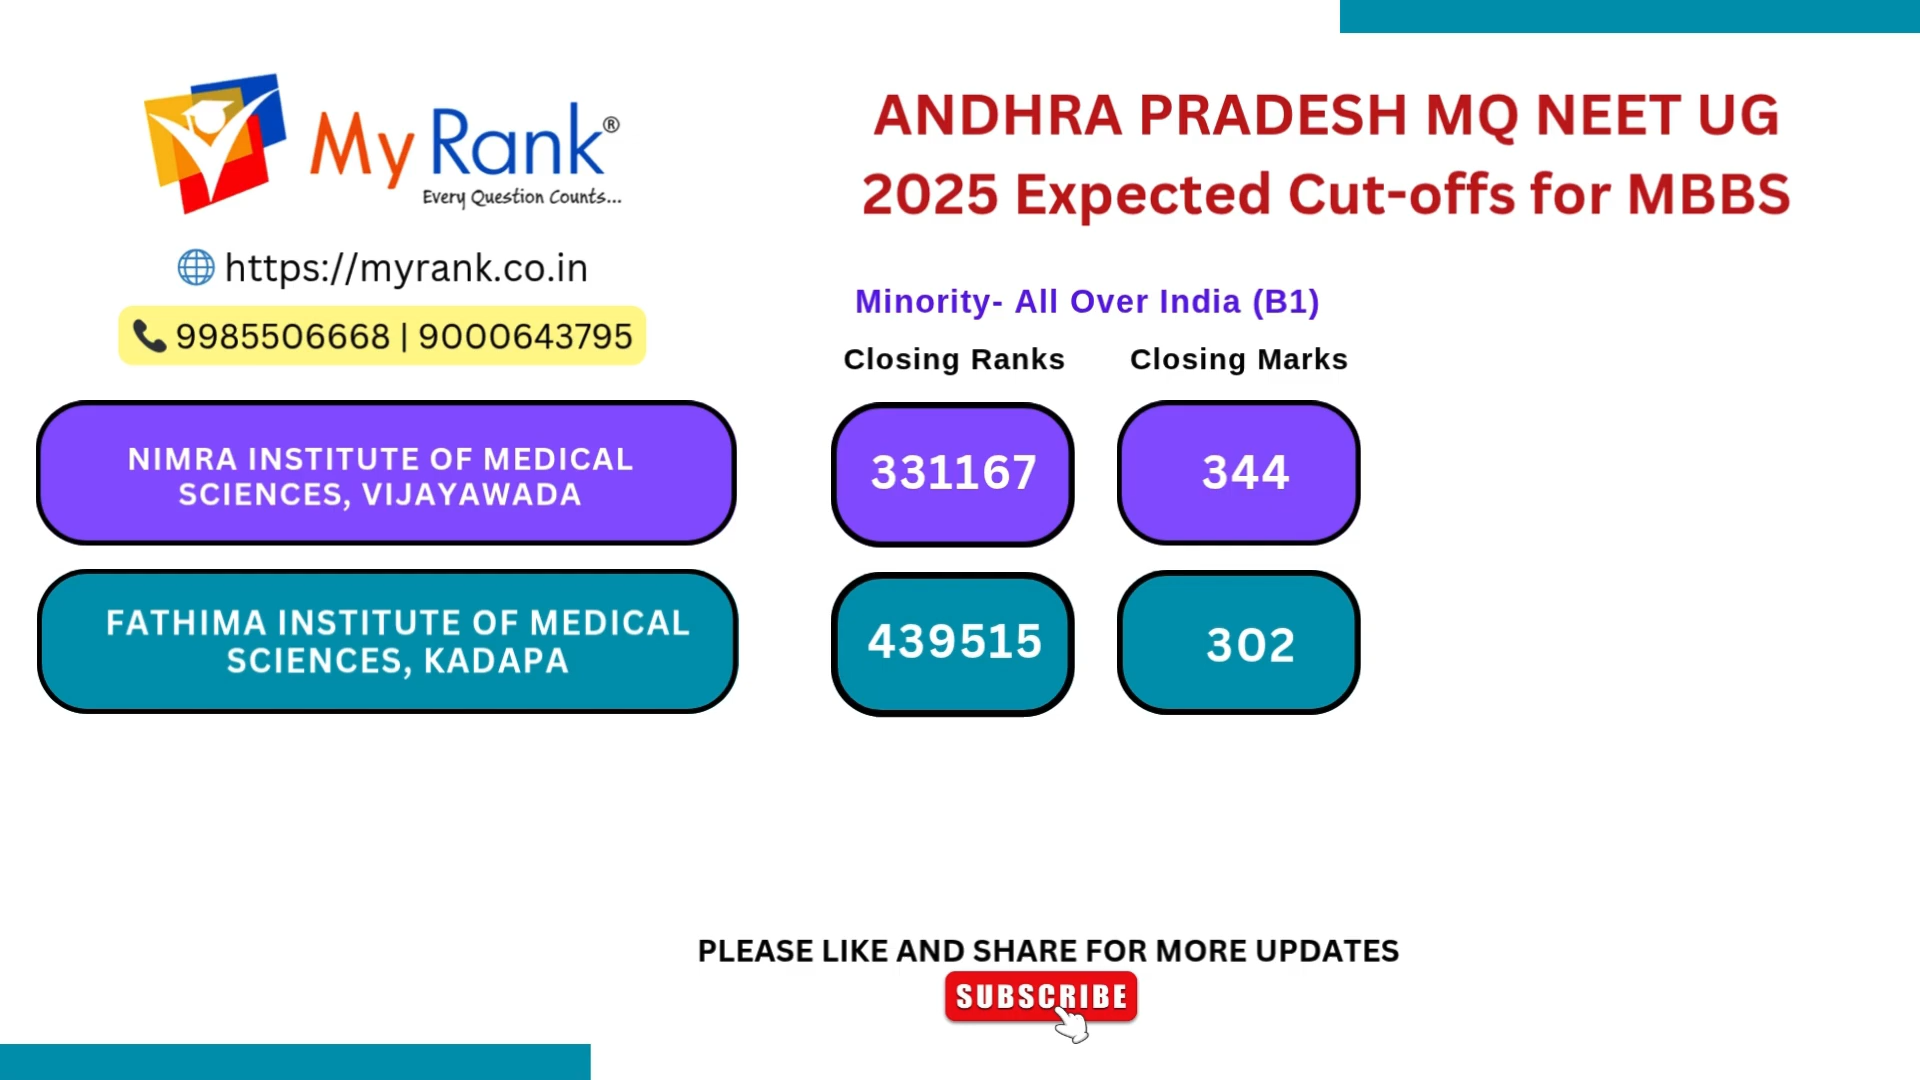 My Rank®
Every Question Counts...
https://myrank.co.in
9985506668 | 9000643795
ANDHRA PRADESH MQ NEET UG
2025 Expected Cut-offs for MBBS
Minority- All Over India (B1)
Closing Ranks
Closing Marks
NIMRA INSTITUTE OF MEDICAL
SCIENCES, VIJAYAWADA
331167
344
FATHIMA INSTITUTE OF MEDICAL
SCIENCES, KADAPA
439515
302
PLEASE LIKE AND SHARE FOR MORE UPDATES
SUBSCRIBE